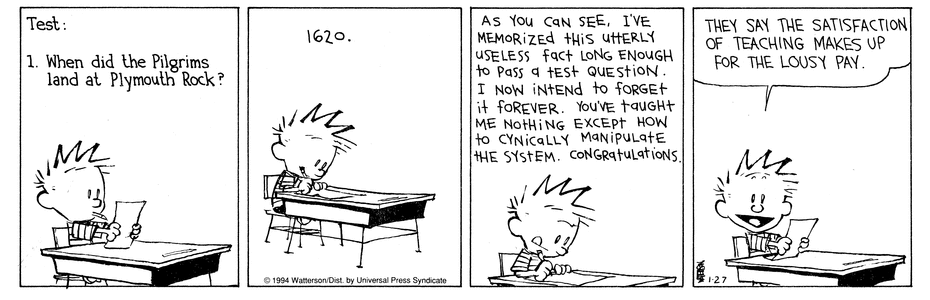 Test:
1. When did the Pilgrims
land at Plymouth Rock?
1620.
© 1994 Watterson/Dist. by Universal Press Syndicate
AS YOU CAN SEE, I'VE
MEMORIZED THIS UTTERLY
USELESS FACT LONG ENOUGH
TO PASS A TEST QUESTION.
I NOW INTEND TO FORGET
IT FOREVER. YOU'VE TAUGHT
ME NOTHING EXCEPT HOW
TO CYNICALLY MANIPULATE
THE SYSTEM. CONGRATULATIONS.
THEY SAY THE SATISFACTION
OF TEACHING MAKES UP
FOR THE LOUSY PAY.
1-27